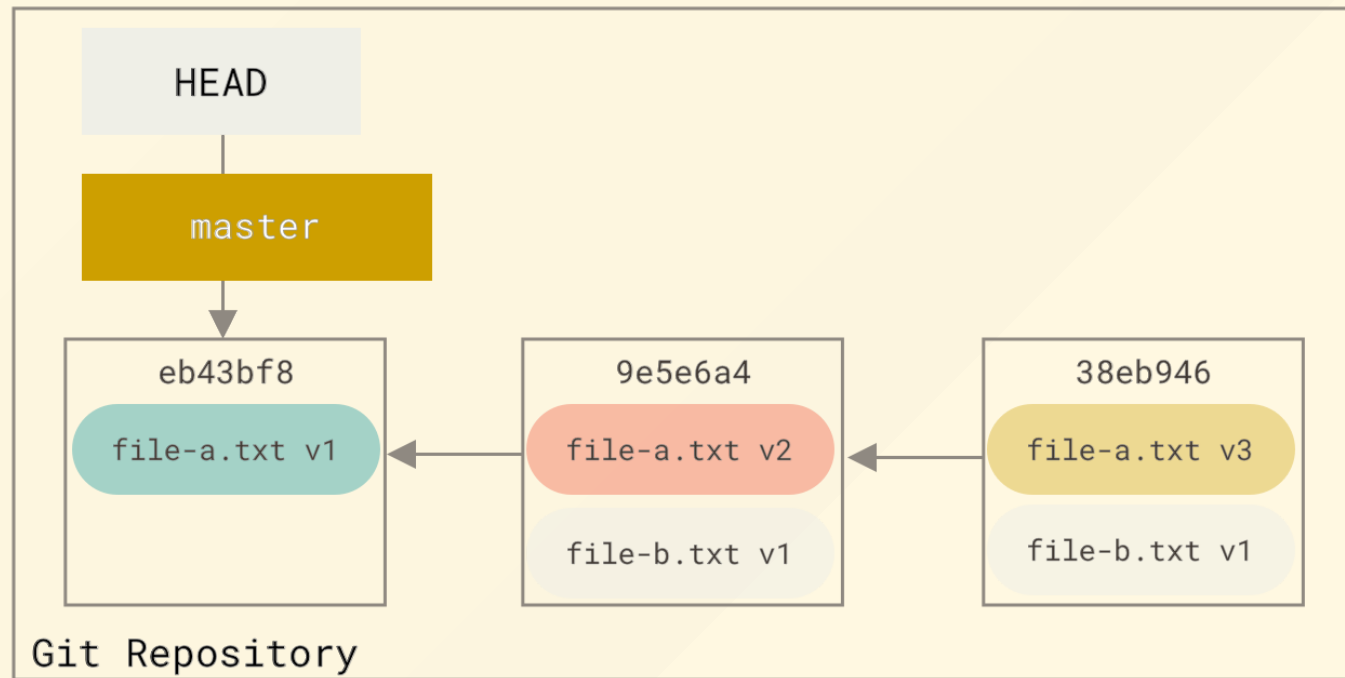 HEAD
master
eb43bf8
file-a.txt v1
9e5e6a4
file-a.txt v2
file-b.txt v1
38eb946
file-a.txt v3
file-b.txt v1
Git Repository